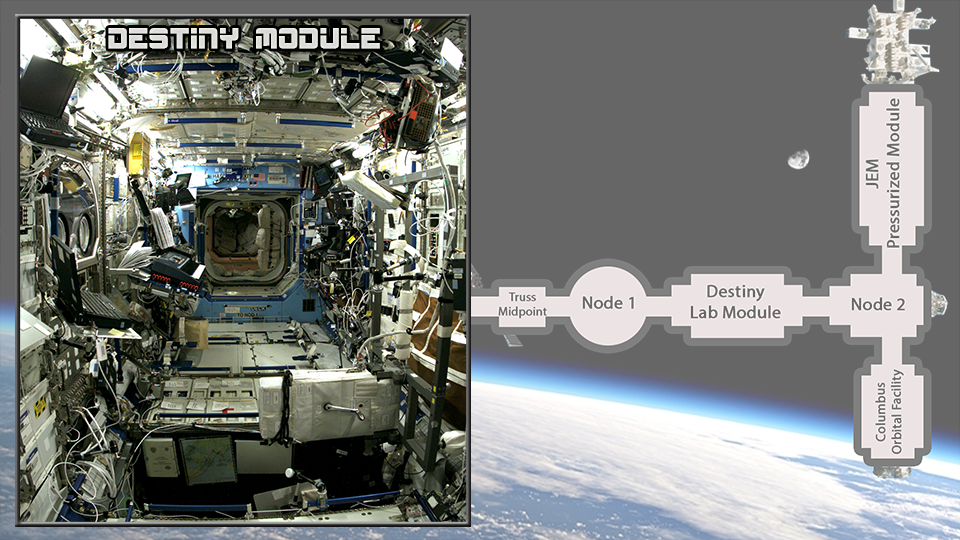 DESTINY MODULE
Truss
Midpoint
Node 1
Destiny
Lab Module
Node 2
JEM
Pressurized Module
Columbus
Orbital Facility